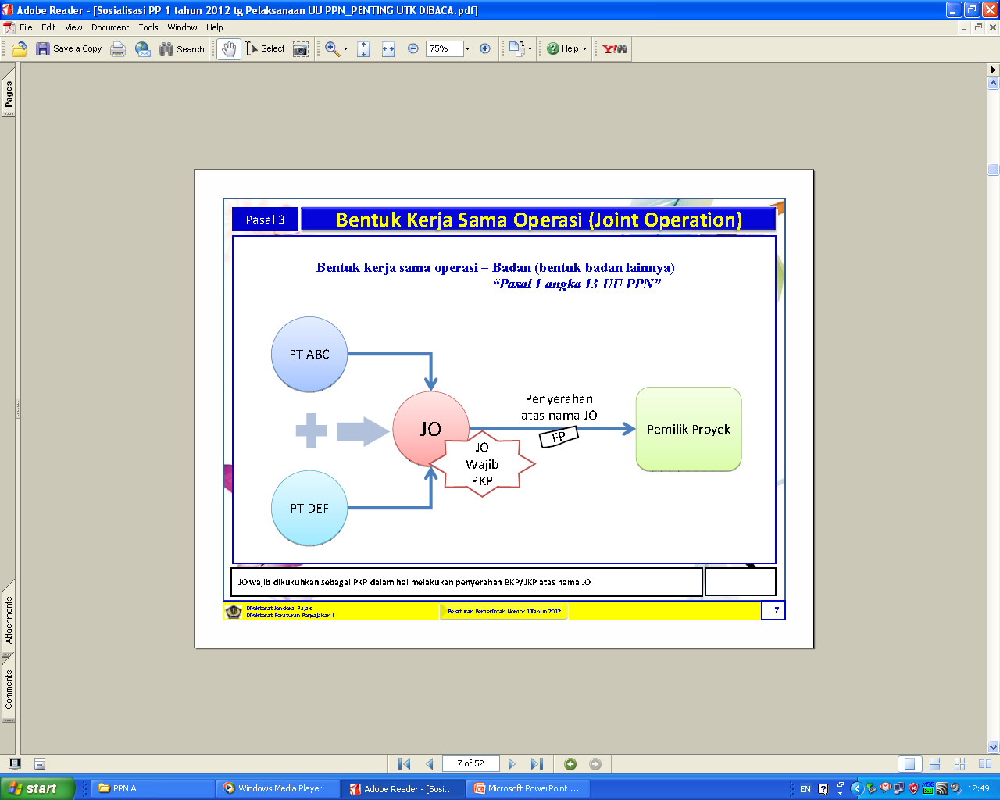 Adobe Reader - [Sosialisasi PP 1 tahun 2012 tg Pelaksanaan UU PPN_PENTING UTK DIBACA.pdf]
File Edit View Document Tools Window Help
Save a Copy Search Select 75% Help Y!
Pages
Pasal 3
Bentuk Kerja Sama Operasi (Joint Operation)
Bentuk kerja sama operasi = Badan (bentuk badan lainnya)
“Pasal 1 angka 13 UU PPN”
PT ABC
Penyerahan
atas nama JO
JO
FP
Pemilik Proyek
JO
Wajib
PKP
PT DEF
JO wajib dikukuhkan sebagai PKP dalam hal melakukan penyerahan BKP/JKP atas nama JO
Direktorat Jenderal Pajak
Direktorat Peraturan Perpajakan I
Peraturan Pemerintah Nomor 1 Tahun 2012
7
Attachments
Comments
7 of 52
start PPN A Windows Media Player Adobe Reader - [Sosi... Microsoft PowerPoint ... EN MSG 12:49